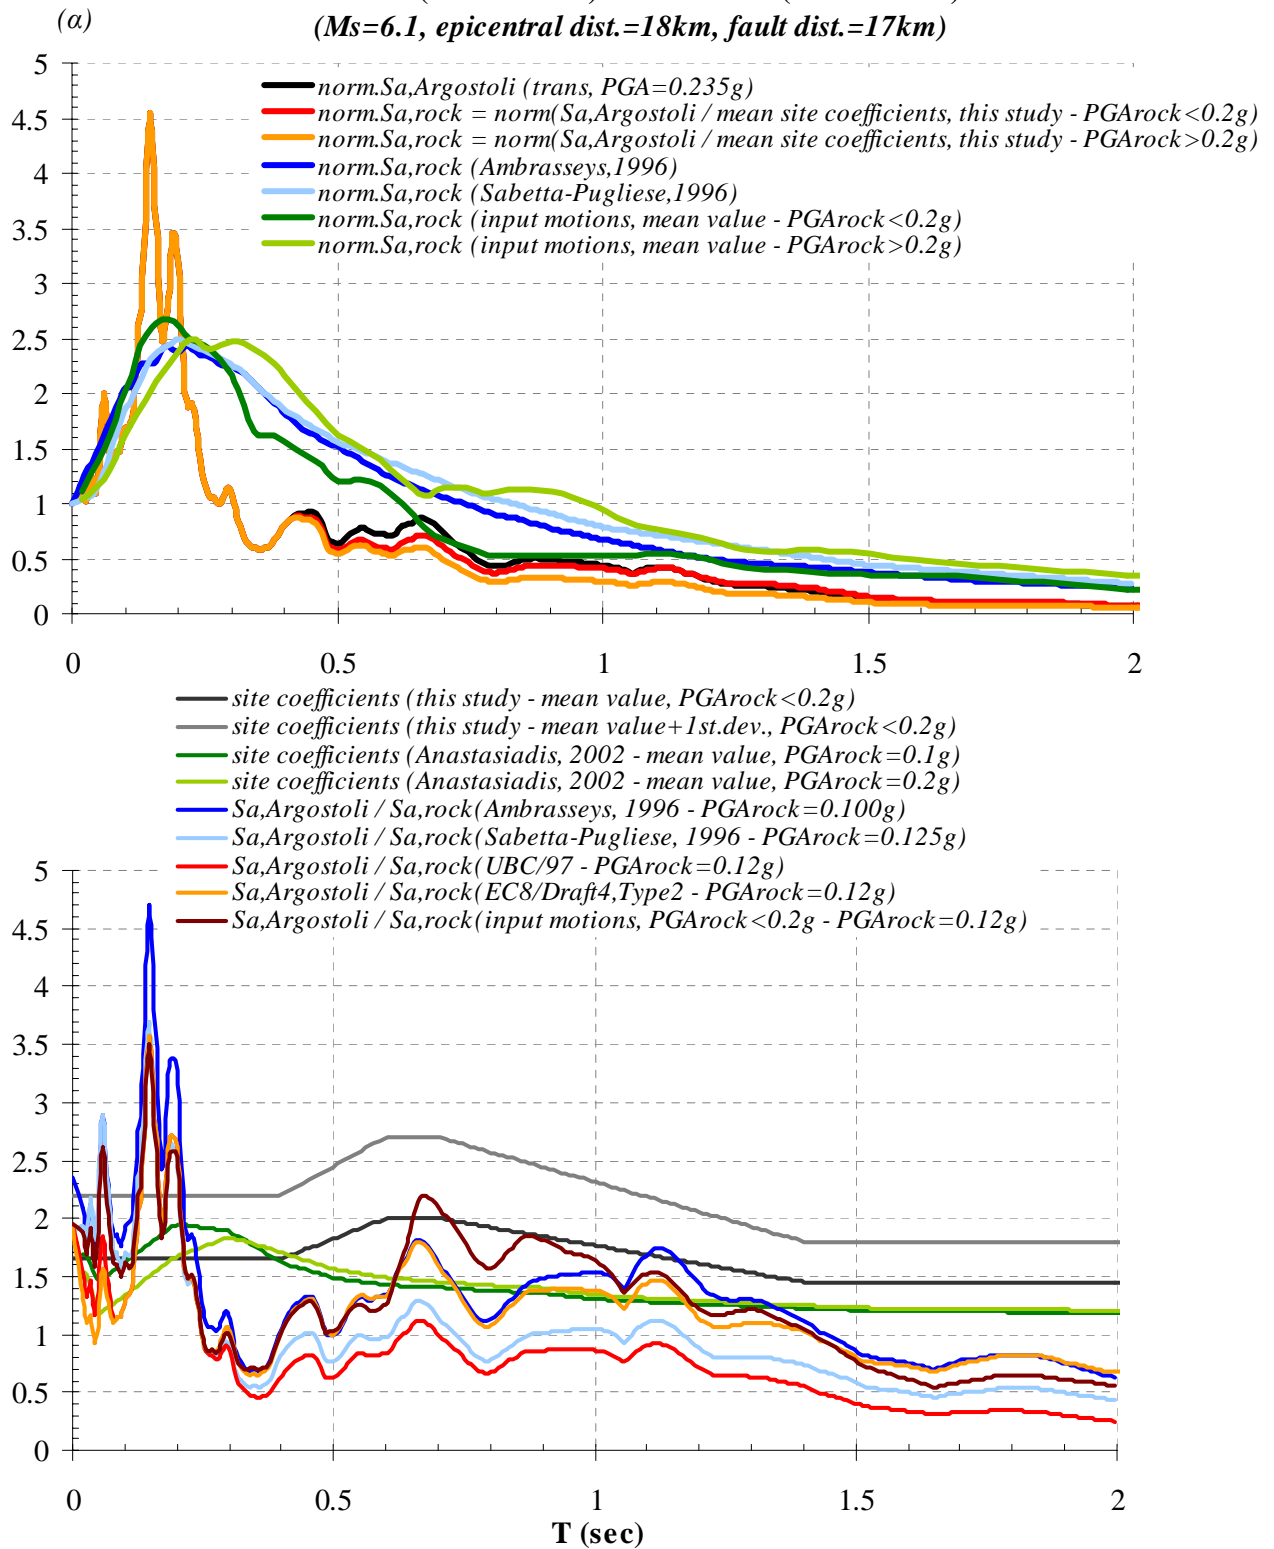 (α)
(Ms=6.1, epicentral dist.=18km, fault dist.=17km)
5
4.5
4
3.5
3
2.5
2
1.5
1
0.5
0
norm.Sa,Argostoli (trans, PGA=0.235g)
norm.Sa,rock = norm(Sa,Argostoli / mean site coefficients, this study - PGArock<0.2g)
norm.Sa,rock = norm(Sa,Argostoli / mean site coefficients, this study - PGArock>0.2g)
norm.Sa,rock (Ambrasseys,1996)
norm.Sa,rock (Sabetta-Pugliese,1996)
norm.Sa,rock (input motions, mean value - PGArock<0.2g)
norm.Sa,rock (input motions, mean value - PGArock>0.2g)
0 0.5 1 1.5 2
site coefficients (this study - mean value, PGArock<0.2g)
site coefficients (this study - mean value+1st.dev., PGArock<0.2g)
site coefficients (Anastasiadis, 2002 - mean value, PGArock=0.1g)
site coefficients (Anastasiadis, 2002 - mean value, PGArock=0.2g)
Sa,Argostoli / Sa,rock(Ambrasseys, 1996 - PGArock=0.100g)
Sa,Argostoli / Sa,rock(Sabetta-Pugliese, 1996 - PGArock=0.125g)
Sa,Argostoli / Sa,rock(UBC/97 - PGArock=0.12g)
Sa,Argostoli / Sa,rock(EC8/Draft4,Type2 - PGArock=0.12g)
Sa,Argostoli / Sa,rock(input motions, PGArock<0.2g - PGArock=0.12g)
5
4.5
4
3.5
3
2.5
2
1.5
1
0.5
0
0 0.5 1 1.5 2
T (sec)